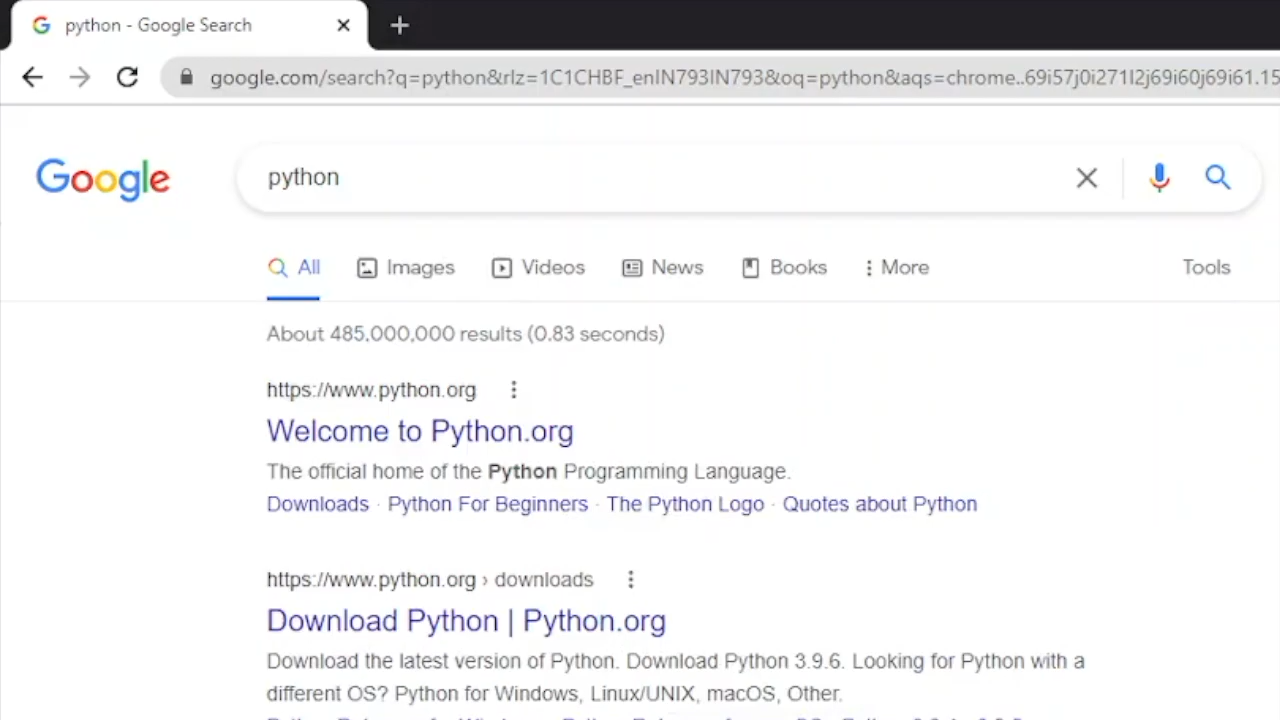 python - Google Search
google.com/search?q=python&rlz=1C1CHBF_enIN793IN793&oq=python&aqs=chrome..69i57j0i271l2j69i60j69i61.15
Google
python
All Images Videos News Books More Tools
About 485,000,000 results (0.83 seconds)
https://www.python.org
Welcome to Python.org
The official home of the Python Programming Language.
Downloads · Python For Beginners · The Python Logo · Quotes about Python
https://www.python.org › downloads
Download Python | Python.org
Download the latest version of Python. Download Python 3.9.6. Looking for Python with a
different OS? Python for Windows, Linux/UNIX, macOS, Other.